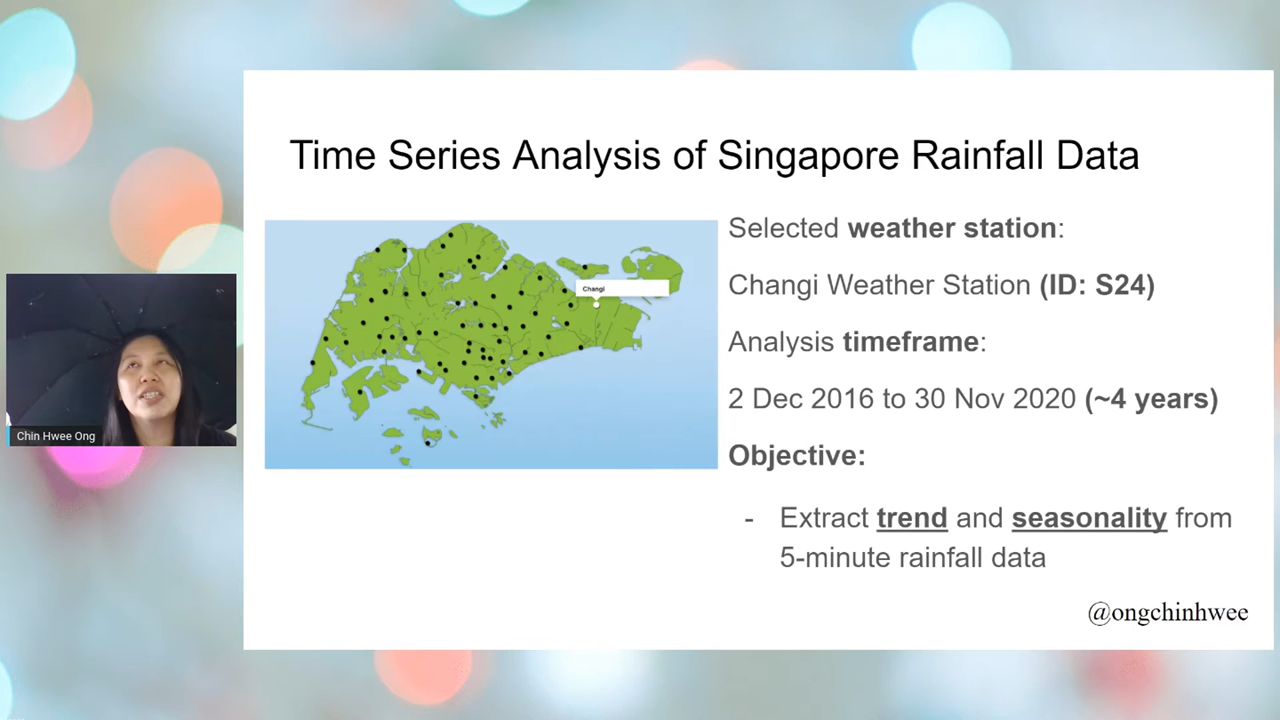 Time Series Analysis of Singapore Rainfall Data
Changi
Selected weather station:
Changi Weather Station (ID: S24)
Analysis timeframe:
2 Dec 2016 to 30 Nov 2020 (~4 years)
Objective:
- Extract trend and seasonality from
5-minute rainfall data
@ongchinhwee
Chin Hwee Ong